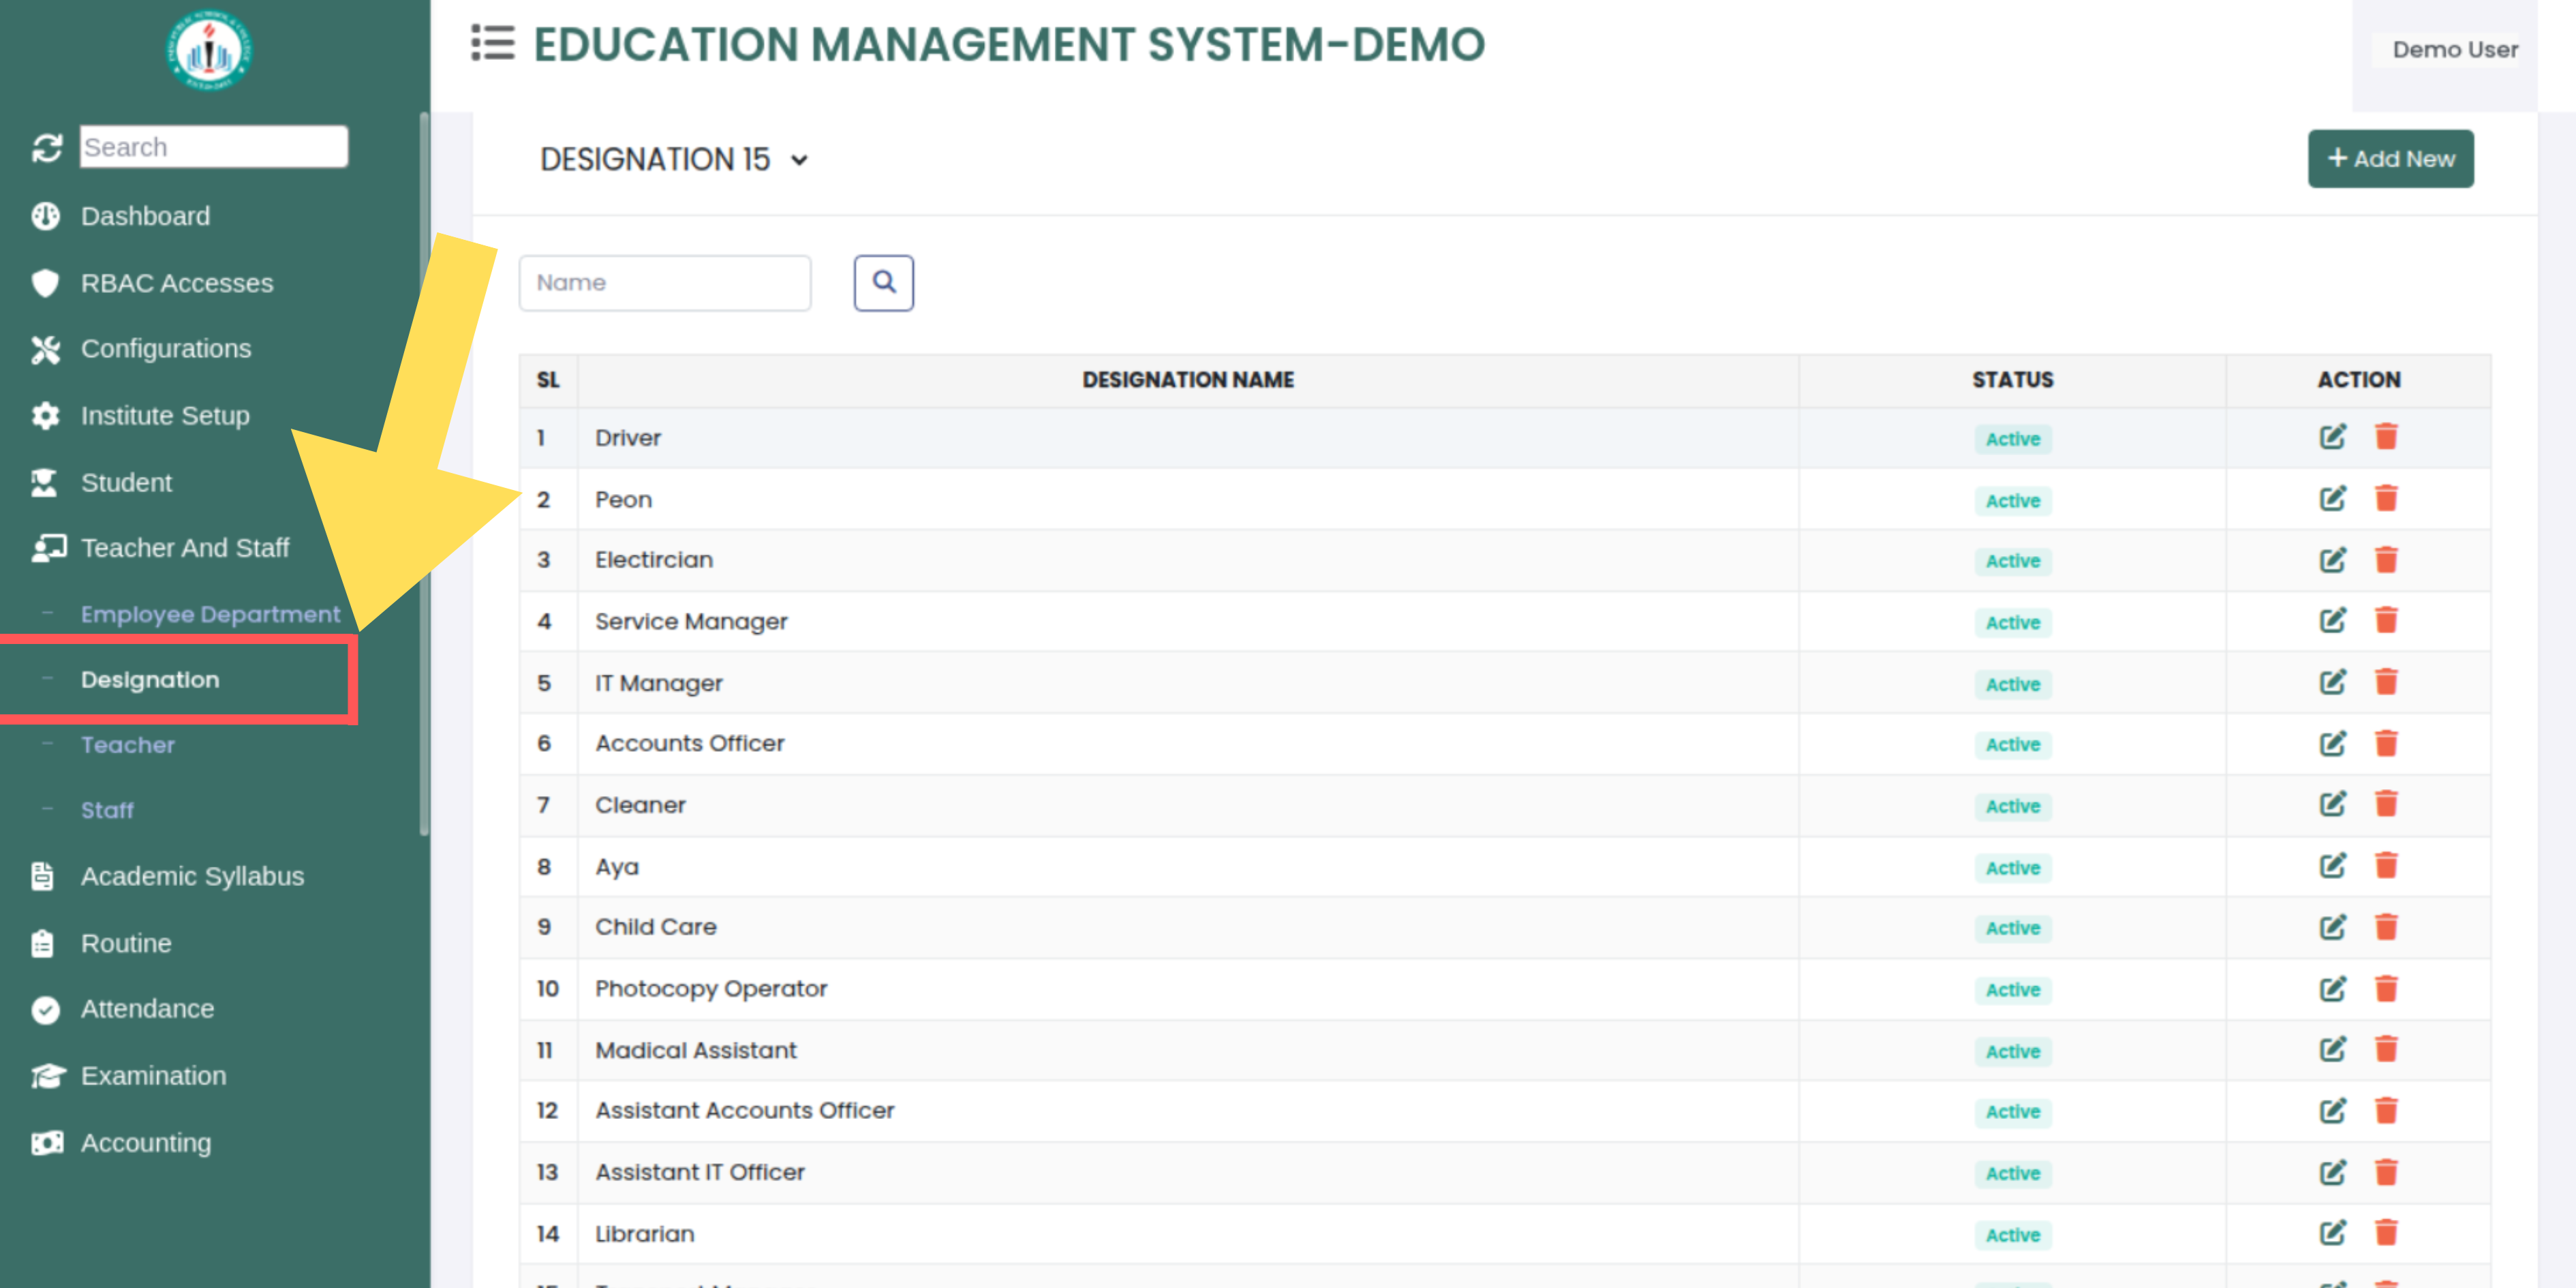 EDUCATION MANAGEMENT SYSTEM-DEMO
Demo User
Search
Dashboard
RBAC Accesses
Configurations
Institute Setup
Student
Teacher And Staff
Employee Department
Designation
Teacher
Staff
Academic Syllabus
Routine
Attendance
Examination
Accounting
DESIGNATION 15
+ Add New
Name
SL DESIGNATION NAME STATUS ACTION
1 Driver Active
2 Peon Active
3 Electircian Active
4 Service Manager Active
5 IT Manager Active
6 Accounts Officer Active
7 Cleaner Active
8 Aya Active
9 Child Care Active
10 Photocopy Operator Active
11 Madical Assistant Active
12 Assistant Accounts Officer Active
13 Assistant IT Officer Active
14 Librarian Active